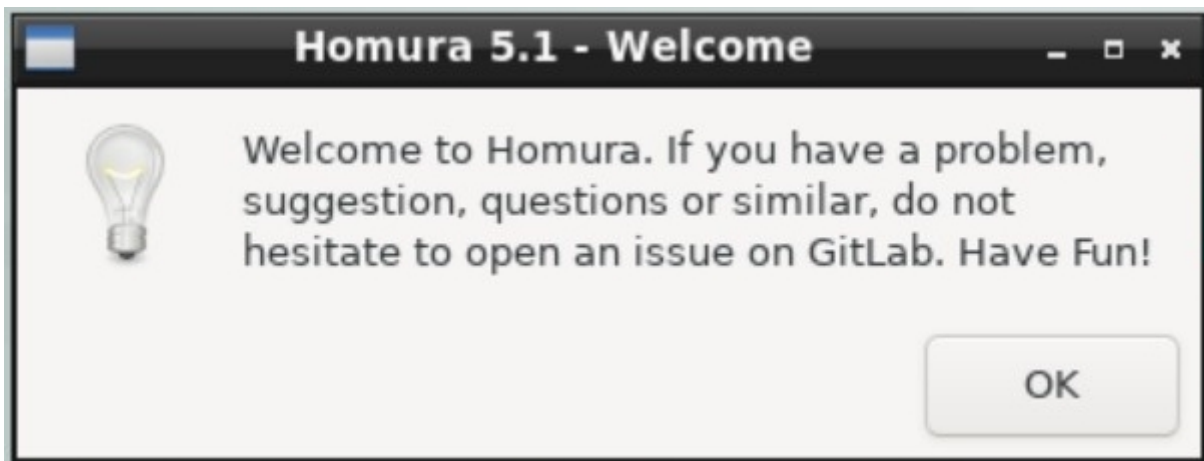 Homura 5.1 - Welcome
Welcome to Homura. If you have a problem,
suggestion, questions or similar, do not
hesitate to open an issue on GitLab. Have Fun!
OK